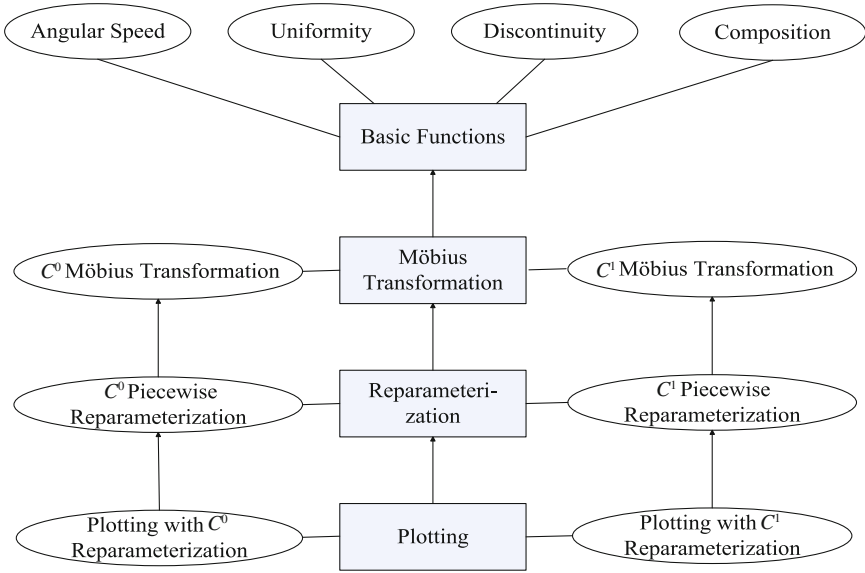 Angular Speed
Uniformity
Discontinuity
Composition
Basic Functions
C⁰ Möbius Transformation
Möbius
Transformation
C¹ Möbius Transformation
C⁰ Piecewise
Reparameterization
Reparameteri-
zation
C¹ Piecewise
Reparameterization
Plotting with C⁰
Reparameterization
Plotting
Plotting with C¹
Reparameterization